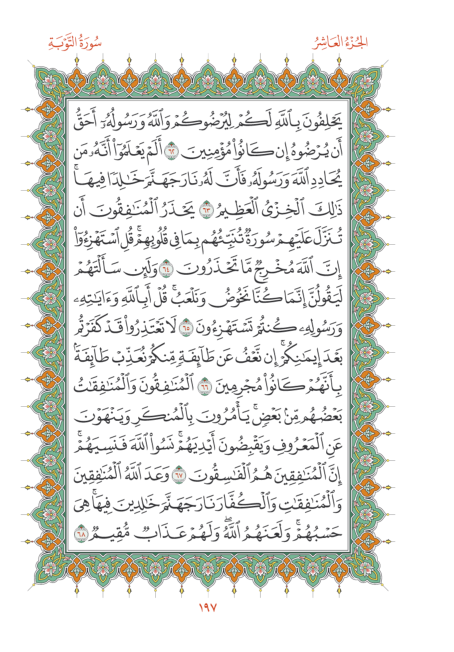 الجُزْءُ العَاشِرُ
سُورَةُ التَّوْبَةِ
يَحْلِفُونَ بِٱللَّهِ لَكُمْ لِيُرْضُوكُمْ وَٱللَّهُ وَرَسُولُهُۥٓ أَحَقُّ
أَن يُرْضُوهُ إِن كَانُوا۟ مُؤْمِنِينَ ٦٢ أَلَمْ يَعْلَمُوٓا۟ أَنَّهُۥ مَن
يُحَادِدِ ٱللَّهَ وَرَسُولَهُۥ فَأَنَّ لَهُۥ نَارَ جَهَنَّمَ خَٰلِدًا فِيهَا ۚ
ذَٰلِكَ ٱلْخِزْىُ ٱلْعَظِيمُ ٦٣ يَحْذَرُ ٱلْمُنَٰفِقُونَ أَن
تُنَزَّلَ عَلَيْهِمْ سُورَةٌ تُنَبِّئُهُم بِمَا فِى قُلُوبِهِمْ ۚ قُلِ ٱسْتَهْزِءُوٓا۟
إِنَّ ٱللَّهَ مُخْرِجٌ مَّا تَحْذَرُونَ ٦٤ وَلَئِن سَأَلْتَهُمْ
لَيَقُولُنَّ إِنَّمَا كُنَّا نَخُوضُ وَنَلْعَبُ ۚ قُلْ أَبِٱللَّهِ وَءَايَٰتِهِۦ
وَرَسُولِهِۦ كُنتُمْ تَسْتَهْزِءُونَ ٦٥ لَا تَعْتَذِرُوا۟ قَدْ كَفَرْتُم
بَعْدَ إِيمَٰنِكُمْ ۚ إِن نَّعْفُ عَن طَآئِفَةٍ مِّنكُمْ نُعَذِّبْ طَآئِفَةًۢ
بِأَنَّهُمْ كَانُوا۟ مُجْرِمِينَ ٦٦ ٱلْمُنَٰفِقُونَ وَٱلْمُنَٰفِقَٰتُ
بَعْضُهُم مِّنۢ بَعْضٍ ۚ يَأْمُرُونَ بِٱلْمُنكَرِ وَيَنْهَوْنَ
عَنِ ٱلْمَعْرُوفِ وَيَقْبِضُونَ أَيْدِيَهُمْ ۚ نَسُوا۟ ٱللَّهَ فَنَسِيَهُمْ ۗ
إِنَّ ٱلْمُنَٰفِقِينَ هُمُ ٱلْفَٰسِقُونَ ٦٧ وَعَدَ ٱللَّهُ ٱلْمُنَٰفِقِينَ
وَٱلْمُنَٰفِقَٰتِ وَٱلْكُفَّارَ نَارَ جَهَنَّمَ خَٰلِدِينَ فِيهَا ۚ هِىَ
حَسْبُهُمْ ۚ وَلَعَنَهُمُ ٱللَّهُ ۖ وَلَهُمْ عَذَابٌ مُّقِيمٌ ٦٨
١٩٧